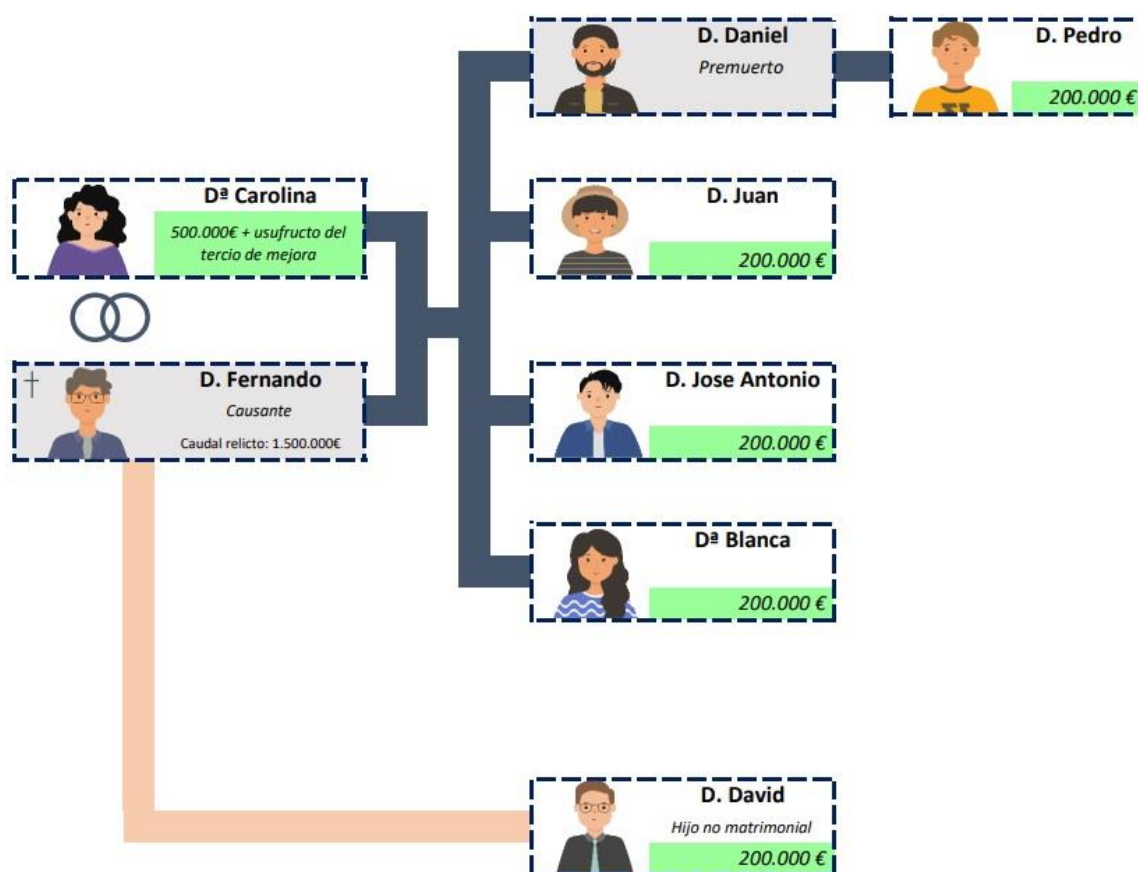 D. Daniel
Premuerto
D. Pedro
200.000 €
Dª Carolina
500.000€ + usufructo del
tercio de mejora
D. Juan
200.000 €
D. Fernando
Causante
Caudal relicto: 1.500.000€
D. Jose Antonio
200.000 €
Dª Blanca
200.000 €
D. David
Hijo no matrimonial
200.000 €